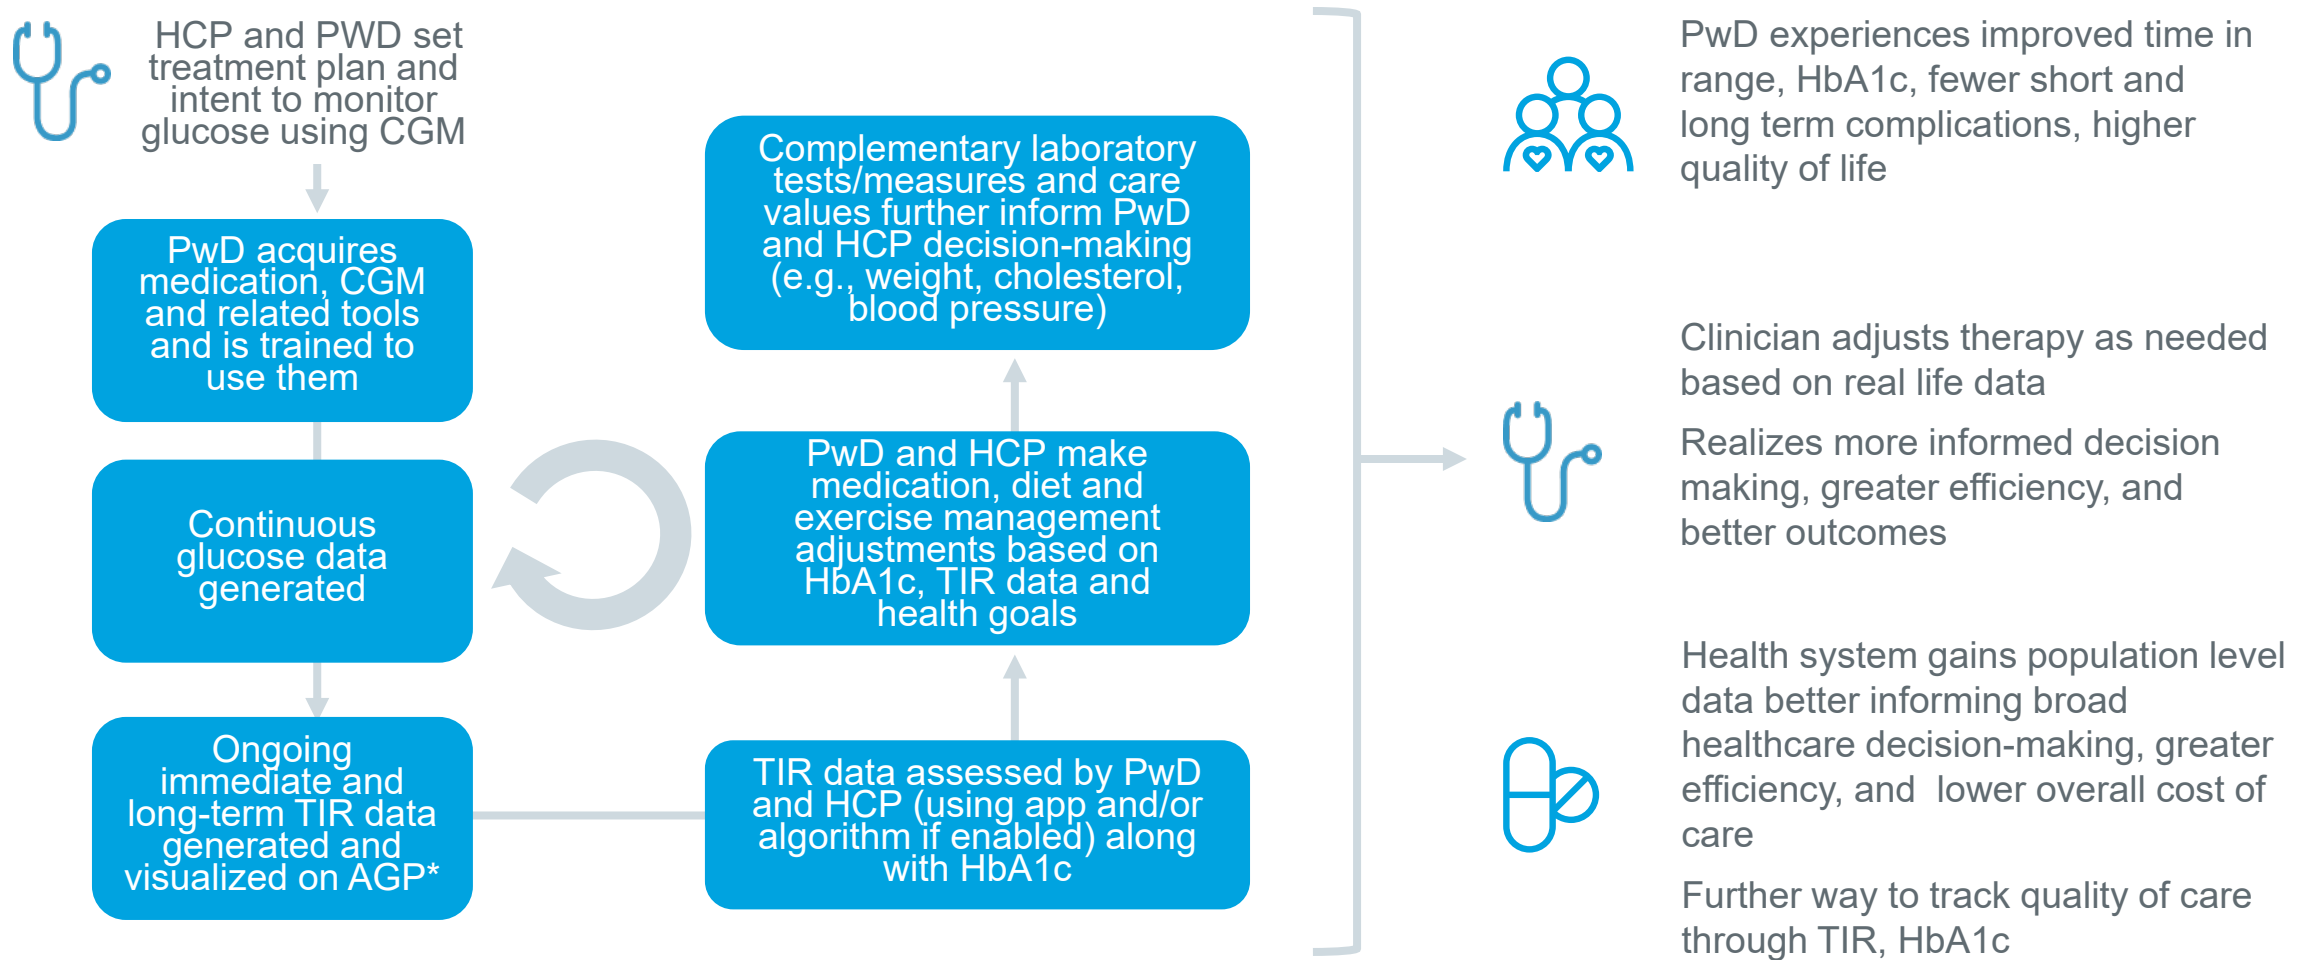 HCP and PWD set
treatment plan and
intent to monitor
glucose using CGM
PwD acquires
medication, CGM
and related tools
and is trained to
use them
Continuous
glucose data
generated
Ongoing
immediate and
long-term TIR data
generated and
visualized on AGP*
TIR data assessed by PwD
and HCP (using app and/or
algorithm if enabled) along
with HbA1c
PwD and HCP make
medication, diet and
exercise management
adjustments based on
HbA1c, TIR data and
health goals
Complementary laboratory
tests/measures and care
values further inform PwD
and HCP decision-making
(e.g., weight, cholesterol,
blood pressure)
PwD experiences improved time in
range, HbA1c, fewer short and
long term complications, higher
quality of life
Clinician adjusts therapy as needed
based on real life data
Realizes more informed decision
making, greater efficiency, and
better outcomes
Health system gains population level
data better informing broad
healthcare decision-making, greater
efficiency, and  lower overall cost of
care
Further way to track quality of care
through TIR, HbA1c